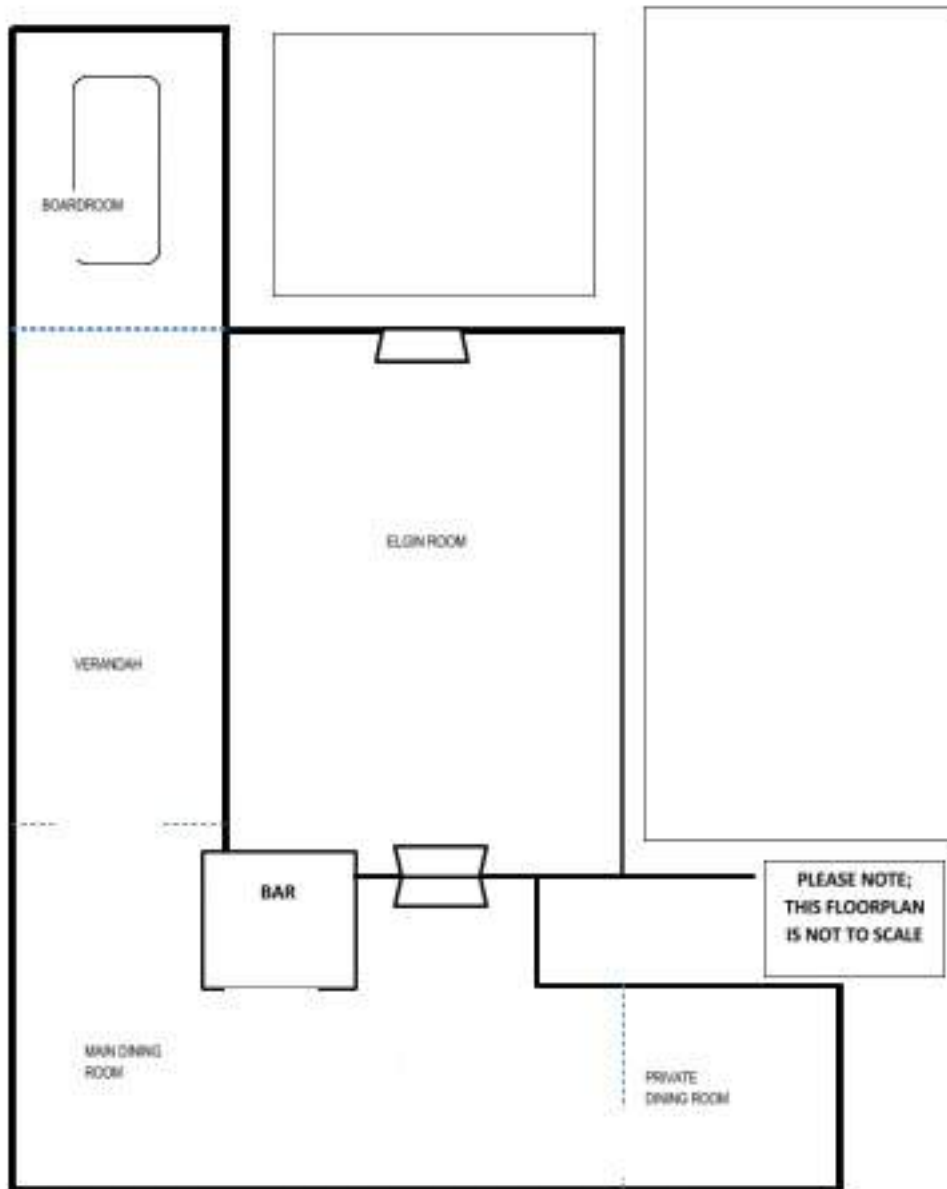 BOARDROOM
ELGIN ROOM
VERANDAH
BAR
PLEASE NOTE;
THIS FLOORPLAN
IS NOT TO SCALE
MAIN DINING
ROOM
PRIVATE
DINING ROOM